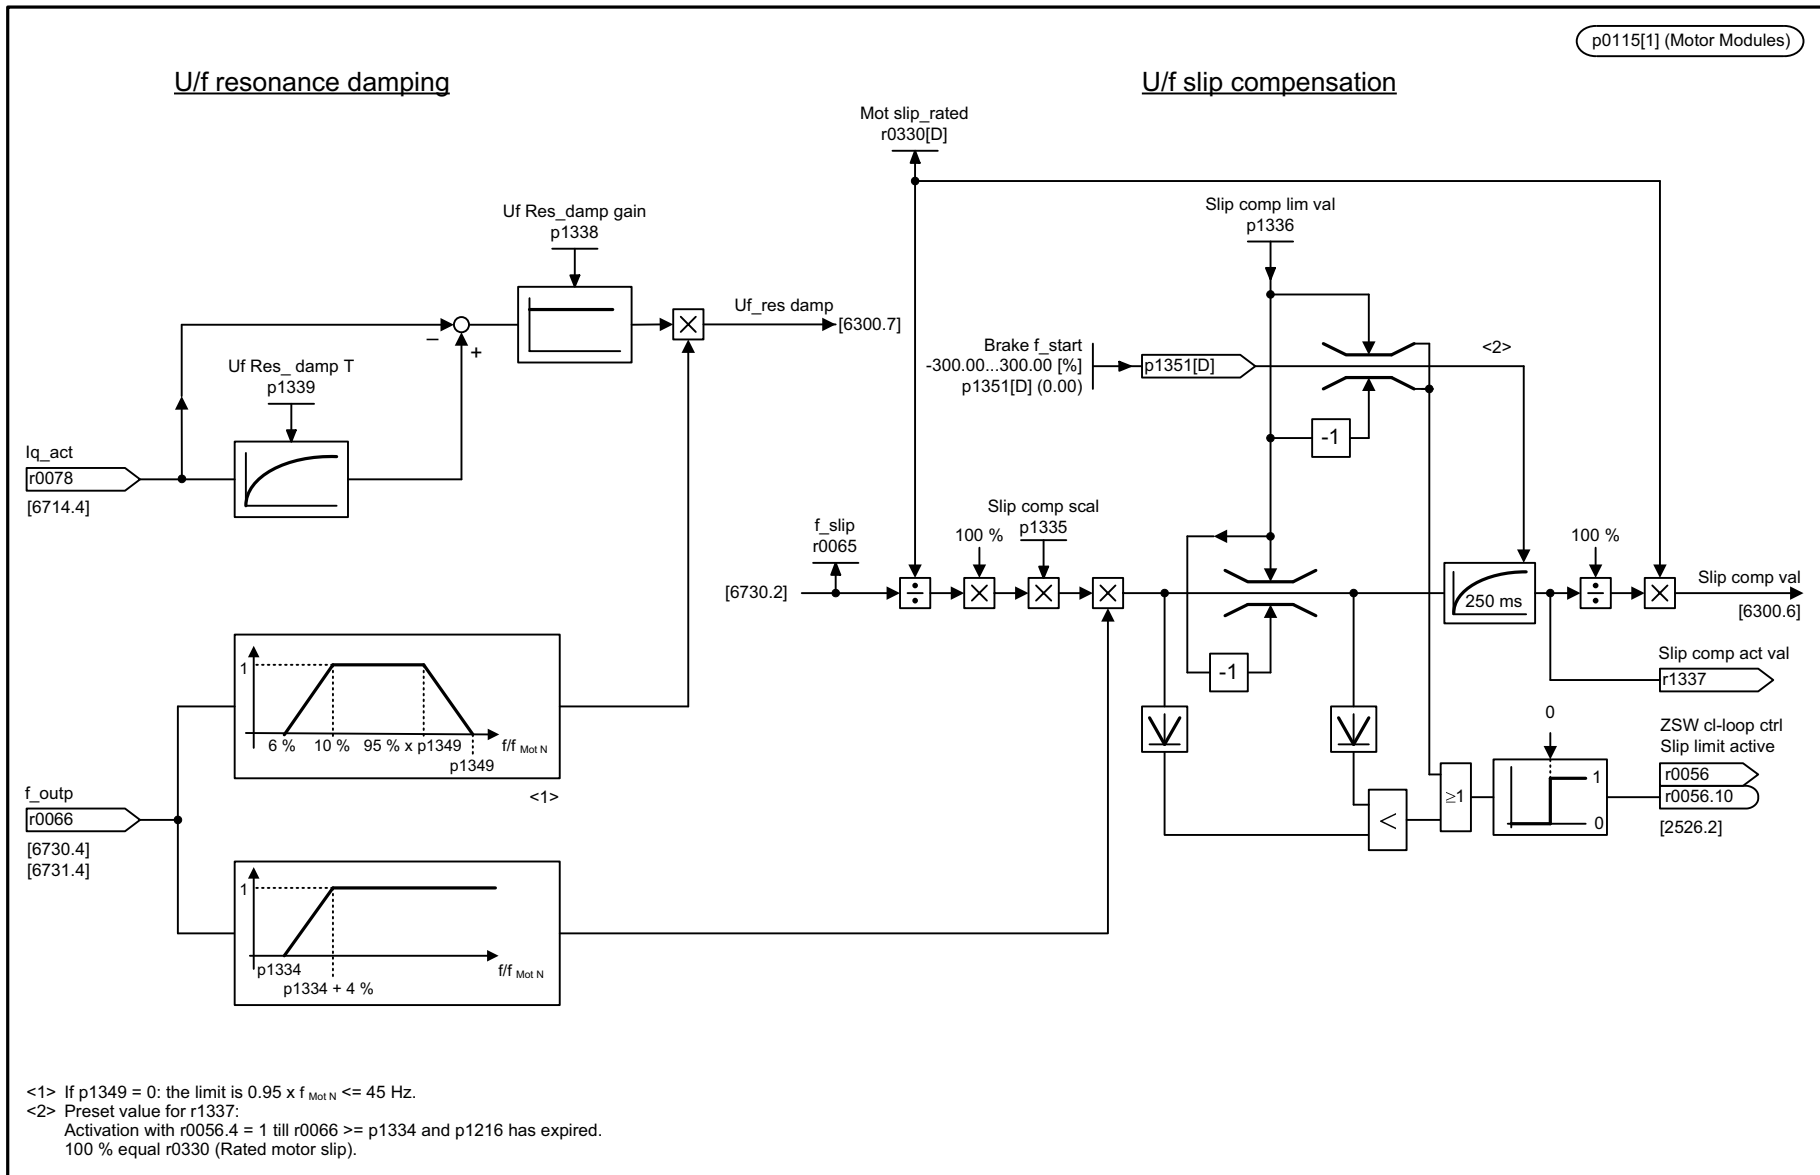 p0115[1] (Motor Modules)
U/f resonance damping
U/f slip compensation
Mot slip_rated
r0330[D]
Uf Res_damp gain
p1338
Slip comp lim val
p1336
Uf_res damp
[6300.7]
–
+
Uf Res_ damp T
p1339
Brake f_start
-300.00...300.00 [%]
p1351[D] (0.00)
p1351[D]
<2>
-1
Iq_act
r0078
[6714.4]
f_slip
r0065
100 %
Slip comp scal
p1335
100 %
[6730.2]
÷
×
×
×
250 ms
÷
×
Slip comp val
[6300.6]
-1
Slip comp act val
r1337
1
6 %
10 %
95 % x p1349
f/f Mot N
p1349
<1>
0
ZSW cl-loop ctrl
Slip limit active
r0056
r0056.10
[2526.2]
1
0
≥1
<
f_outp
r0066
[6730.4]
[6731.4]
1
p1334
p1334 + 4 %
f/f Mot N
<1> If p1349 = 0: the limit is 0.95 x f Mot N <= 45 Hz.
<2> Preset value for r1337:
Activation with r0056.4 = 1 till r0066 >= p1334 and p1216 has expired.
100 % equal r0330 (Rated motor slip).